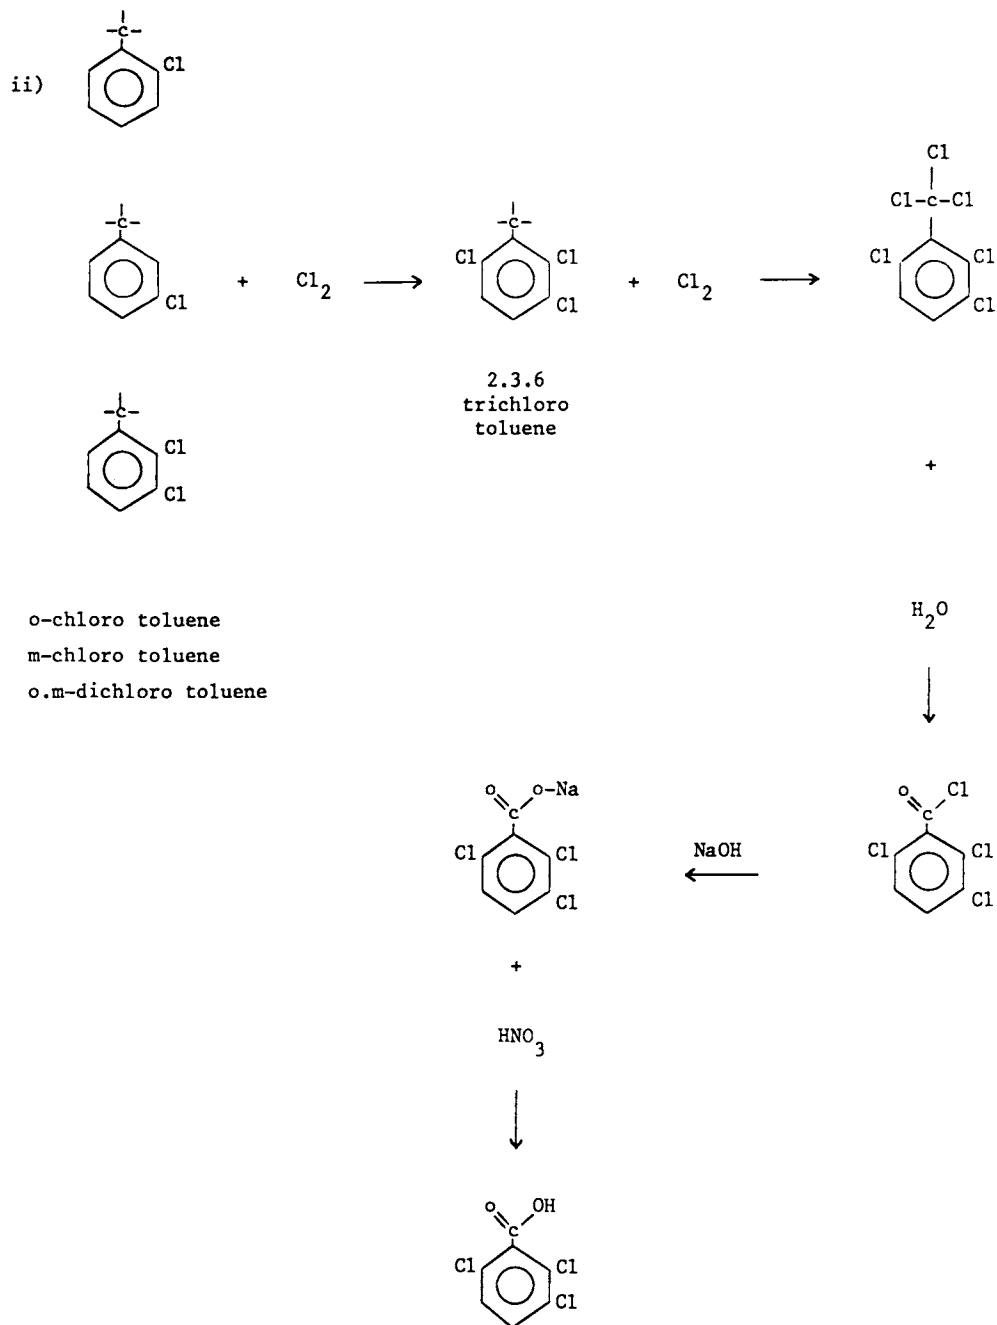 -C-
Cl
ii)
Cl
Cl-C-Cl
-C-
-C-
Cl
Cl
Cl
Cl
+
Cl2
+
Cl2
Cl
Cl
Cl
2.3.6
trichloro
toluene
-C-
Cl
Cl
+
o-chloro toluene
m-chloro toluene
o.m-dichloro toluene
H2O
o
o-Na
C
Cl
Cl
Cl
NaOH
o
Cl
C
Cl
Cl
Cl
+
HNO3
o
OH
C
Cl
Cl
Cl